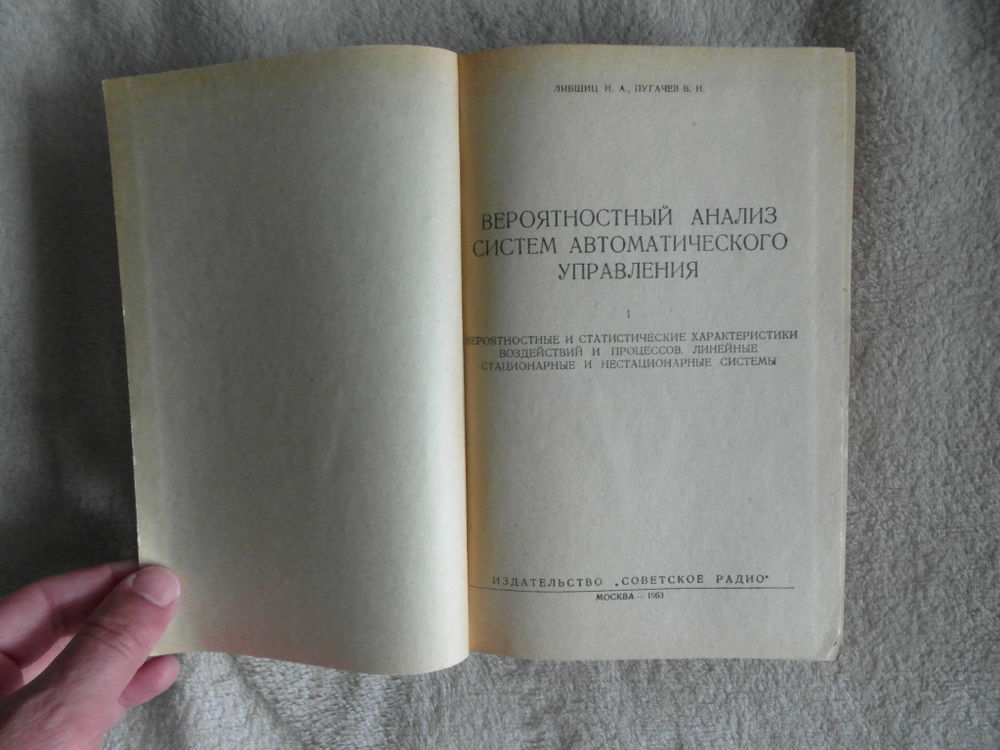 ЛИВШИЦ Н. А., ПУГАЧЕВ В. Н.
ВЕРОЯТНОСТНЫЙ АНАЛИЗ
СИСТЕМ АВТОМАТИЧЕСКОГО
УПРАВЛЕНИЯ
I
ВЕРОЯТНОСТНЫЕ И СТАТИСТИЧЕСКИЕ ХАРАКТЕРИСТИКИ
ВОЗДЕЙСТВИЙ И ПРОЦЕССОВ. ЛИНЕЙНЫЕ
СТАЦИОНАРНЫЕ И НЕСТАЦИОНАРНЫЕ СИСТЕМЫ
ИЗДАТЕЛЬСТВО „СОВЕТСКОЕ РАДИО"
МОСКВА — 1963